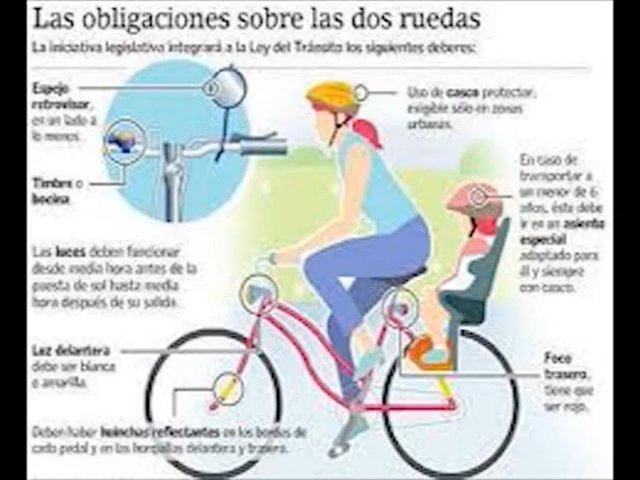 Las obligaciones sobre las dos ruedas
La iniciativa legislativa integrará a la Ley del Tránsito los siguientes deberes:
Espejo
retrovisor,
en un lado a
lo menos.
Timbre o
bocina
Uso de casco protector,
exigible sólo en zonas
urbanas.
En caso de
transportar a
un menor de 6
años, éste debe
ir en un asiento
especial
adaptado para
él y siempre
con casco.
Las luces deben funcionar
desde media hora antes de la
puesta de sol hasta media
hora después de su salida.
Luz delantera
debe ser blanca
o amarilla.
Foco
trasero,
tiene que
ser rojo.
Deben haber huinchas reflectantes en los bordes de
cada pedal y en las horquillas delantera y trasera.